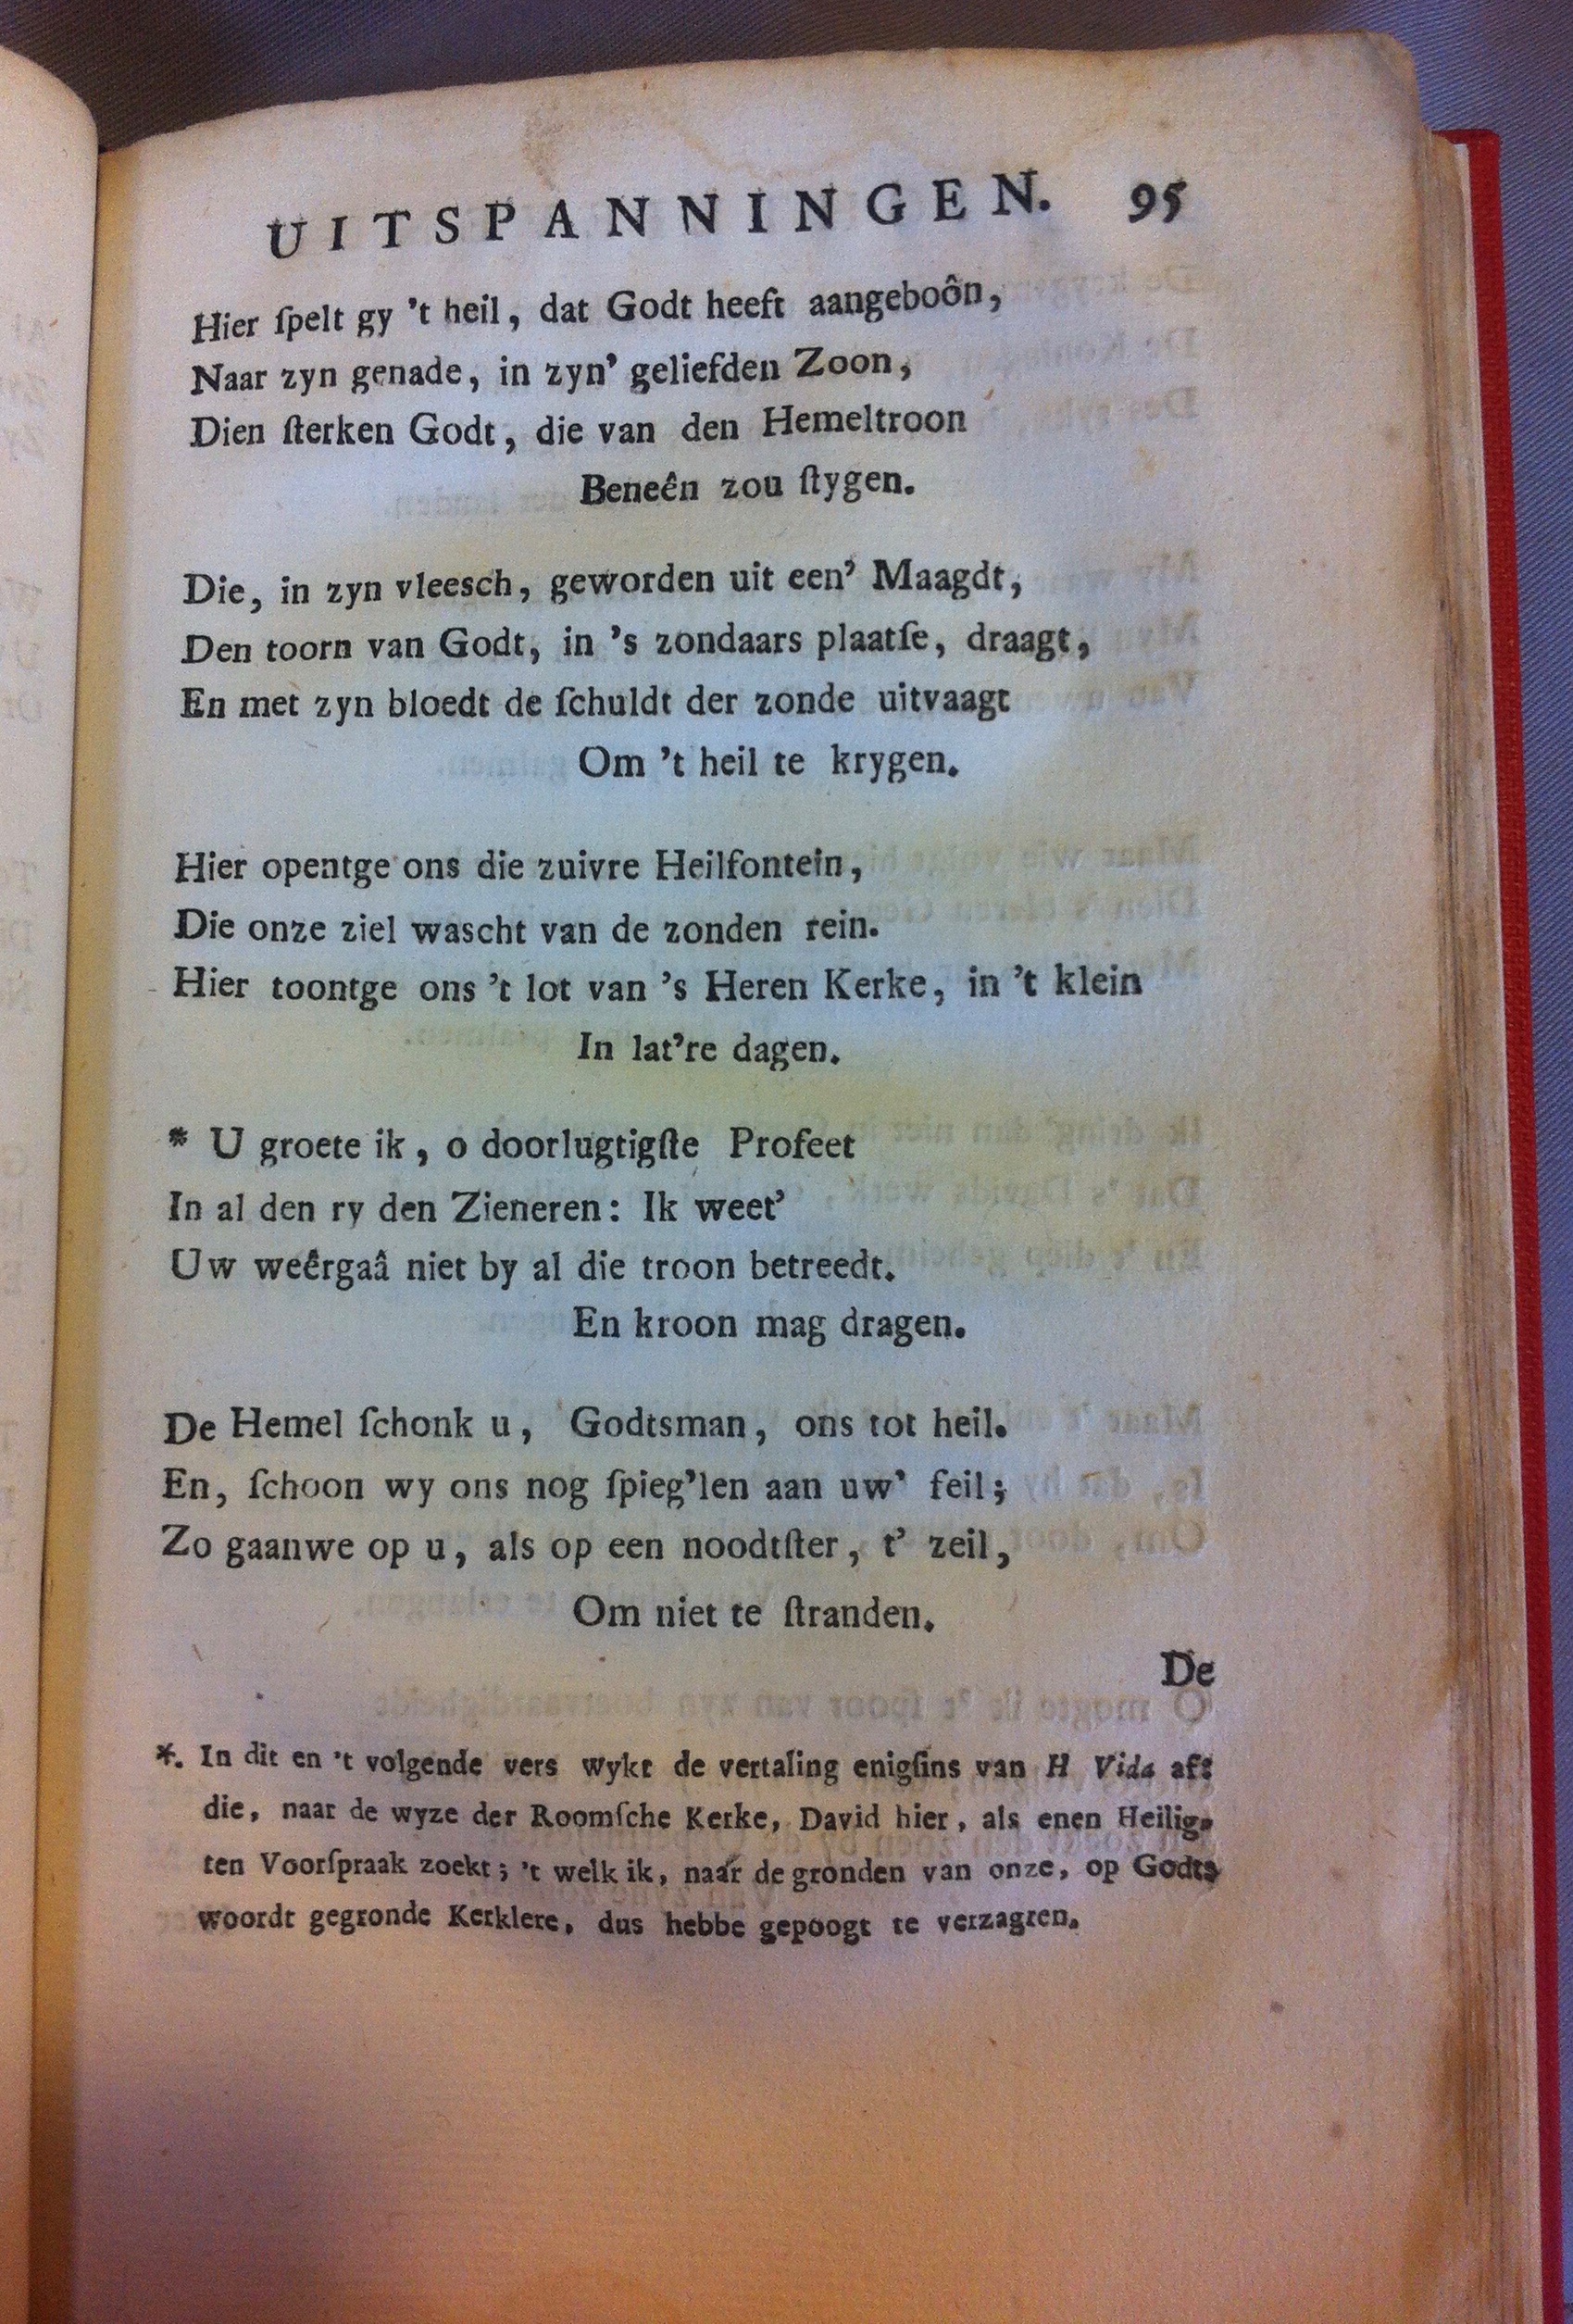 UITSPANNINGEN. 95
Hier ſpelt gy 't heil, dat Godt heeft aangeboôn,
Naar zyn genade, in zyn' geliefden Zoon,
Dien ſterken Godt, die van den Hemeltroon
Beneên zou ſtygen.
Die, in zyn vleesch, geworden uit een' Maagdt,
Den toorn van Godt, in 's zondaars plaatſe, draagt,
En met zyn bloedt de ſchuldt der zonde uitvaagt
Om 't heil te krygen.
Hier opentge ons die zuivre Heilfontein,
Die onze ziel wascht van de zonden rein.
Hier toontge ons 't lot van 's Heren Kerke, in 't klein
In lat're dagen.
* U groete ik, o doorlugtigſte Profeet
In al den ry den Zieneren: Ik weet'
Uw weêrgaâ niet by al die troon betreedt.
En kroon mag dragen.
De Hemel ſchonk u, Godtsman, ons tot heil.
En, ſchoon wy ons nog ſpieg'len aan uw' feil;
Zo gaanwe op u, als op een noodtſter, t' zeil,
Om niet te ſtranden.
De
*. In dit en 't volgende vers wykt de vertaling enigſins van H Vida af:
die, naar de wyze der Roomſche Kerke, David hier, als enen Heilig-
ten Voorſpraak zoekt; 't welk ik, naar de gronden van onze, op Godts
woordt gegronde Kerklere, dus hebbe gepoogt te verzagten.